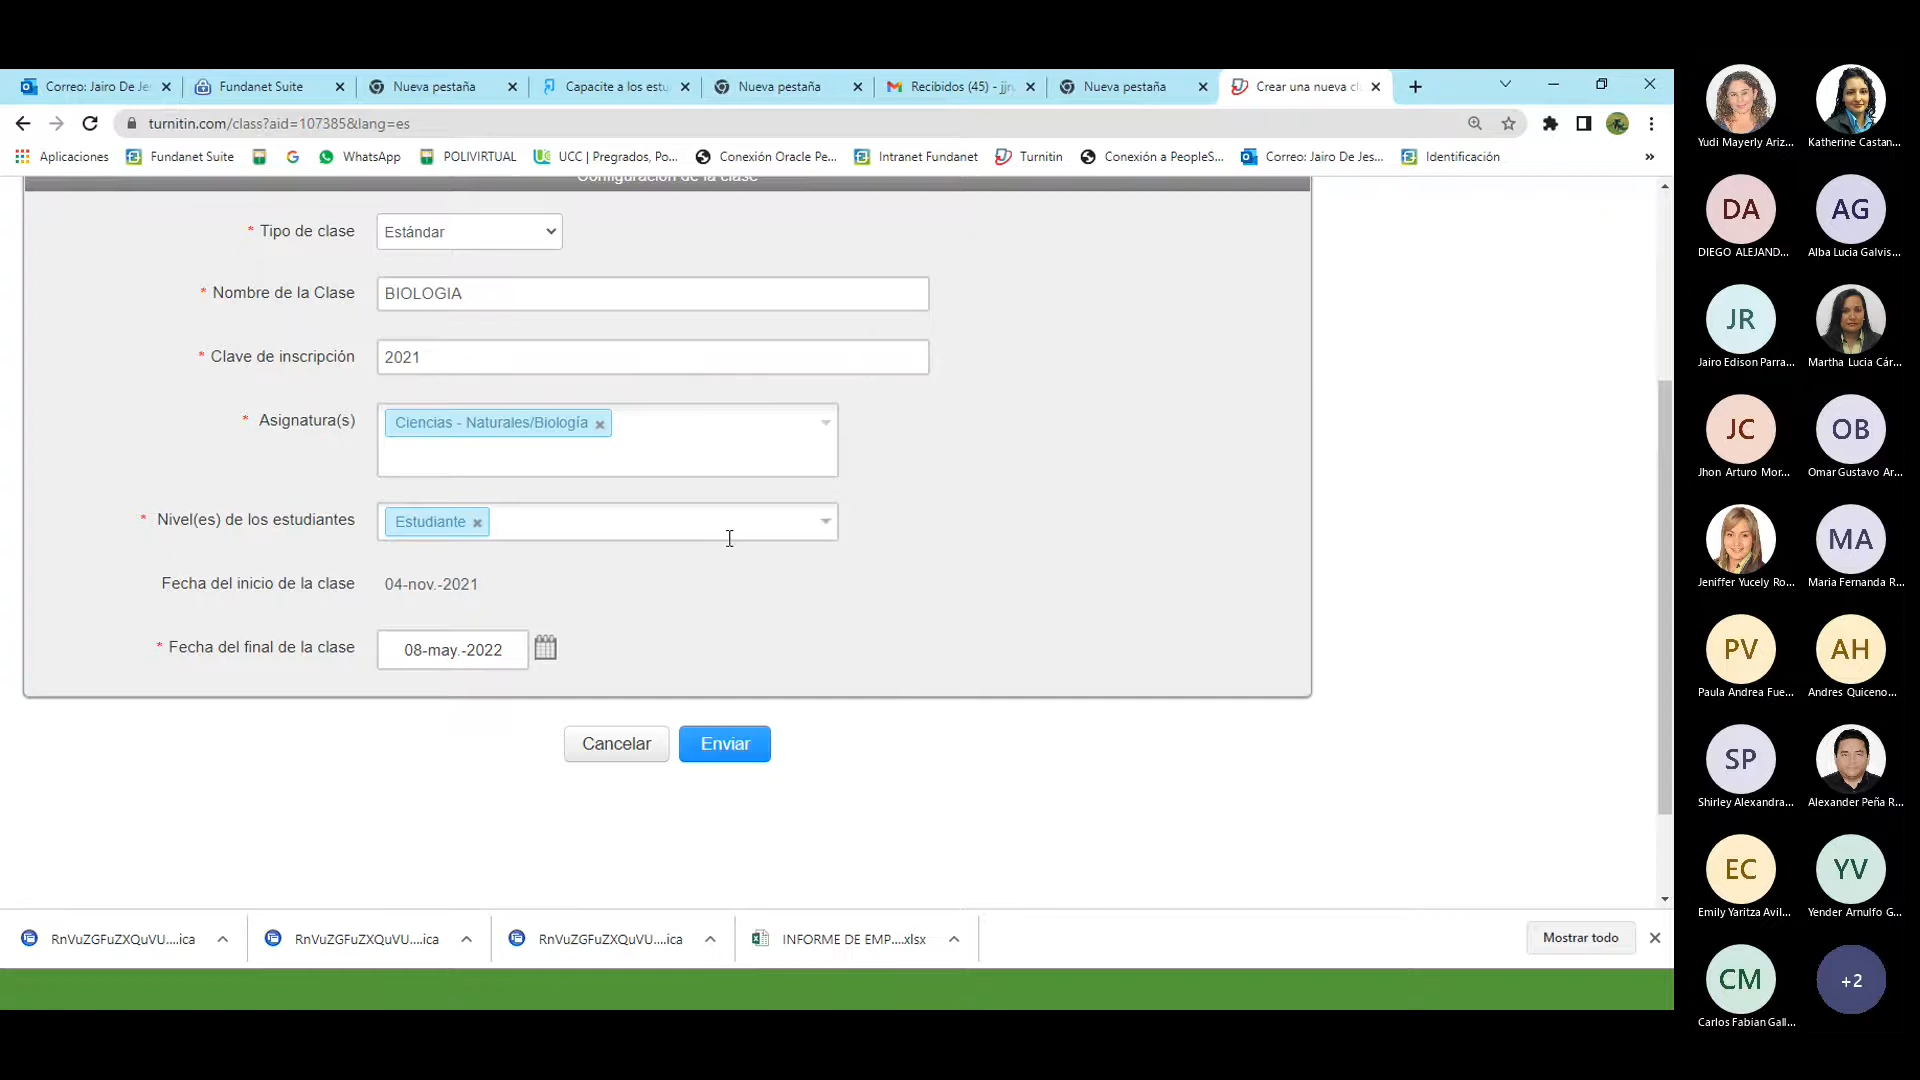 Correo: Jairo De Je
Fundanet Suite
Nueva pestaña
Capacite a los estu
Nueva pestaña
Recibidos (45) - jjr
Nueva pestaña
Crear una nueva cl
turnitin.com/class?aid=107385&lang=es
Aplicaciones
Fundanet Suite
WhatsApp
POLIVIRTUAL
UCC | Pregrados, Po...
Conexión Oracle Pe...
Intranet Fundanet
Turnitin
Conexión a PeopleS...
Correo: Jairo De Jes...
Identificación
»
Configuración de la clase
* Tipo de clase
Estándar
* Nombre de la Clase
BIOLOGIA
* Clave de inscripción
2021
* Asignatura(s)
Ciencias - Naturales/Biología
* Nivel(es) de los estudiantes
Estudiante
Fecha del inicio de la clase
04-nov.-2021
* Fecha del final de la clase
08-may.-2022
Cancelar
Enviar
RnVuZGFuZXQuVU....ica
RnVuZGFuZXQuVU....ica
RnVuZGFuZXQuVU....ica
INFORME DE EMP....xlsx
Mostrar todo
Yudi Mayerly Ariz...
Katherine Castan...
DA
DIEGO ALEJAND...
AG
Alba Lucia Galvis...
JR
Jairo Edison Parra...
Martha Lucia Cár...
JC
Jhon Arturo Mor...
OB
Omar Gustavo Ar...
Jeniffer Yucely Ro...
MA
Maria Fernanda R...
PV
Paula Andrea Fue...
AH
Andres Quiceno...
SP
Shirley Alexandra...
Alexander Peña R...
EC
Emily Yaritza Avil...
YV
Yender Arnulfo G...
CM
Carlos Fabian Gall...
+2